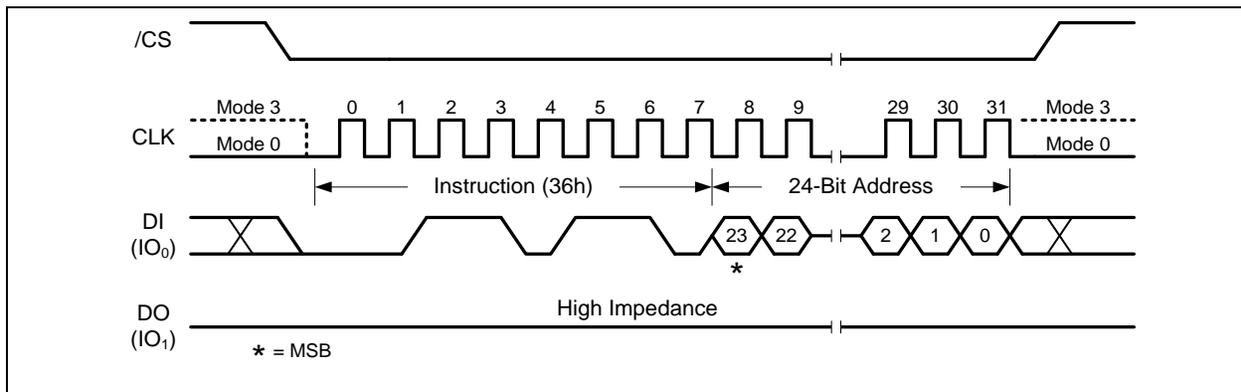 /CS
Mode 3 0 1 2 3 4 5 6 7 8 9 29 30 31 Mode 3
CLK
Mode 0 Mode 0
Instruction (36h) 24-Bit Address
DI
(IO₀)
23 22 2 1 0
*
DO
(IO₁)
High Impedance
* = MSB